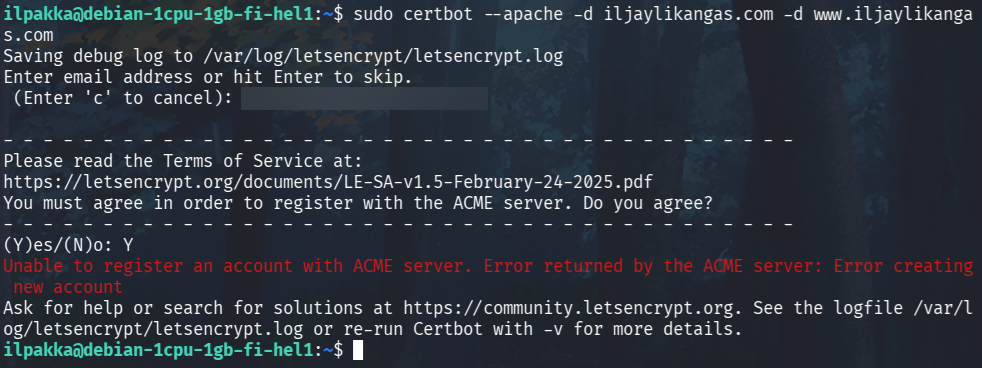 ilpakka@debian-1cpu-1gb-fi-hel1:~$ sudo certbot --apache -d iljaylikangas.com -d www.iljaylikanga
s.com
Saving debug log to /var/log/letsencrypt/letsencrypt.log
Enter email address or hit Enter to skip.
 (Enter 'c' to cancel):
- - - - - - - - - - - - - - - - - - - - - - - - - - - - - - - - - - - - - - - -
Please read the Terms of Service at:
https://letsencrypt.org/documents/LE-SA-v1.5-February-24-2025.pdf
You must agree in order to register with the ACME server. Do you agree?
- - - - - - - - - - - - - - - - - - - - - - - - - - - - - - - - - - - - - - - -
(Y)es/(N)o: Y
Unable to register an account with ACME server. Error returned by the ACME server: Error creating
 new account
Ask for help or search for solutions at https://community.letsencrypt.org. See the logfile /var/l
og/letsencrypt/letsencrypt.log or re-run Certbot with -v for more details.
ilpakka@debian-1cpu-1gb-fi-hel1:~$